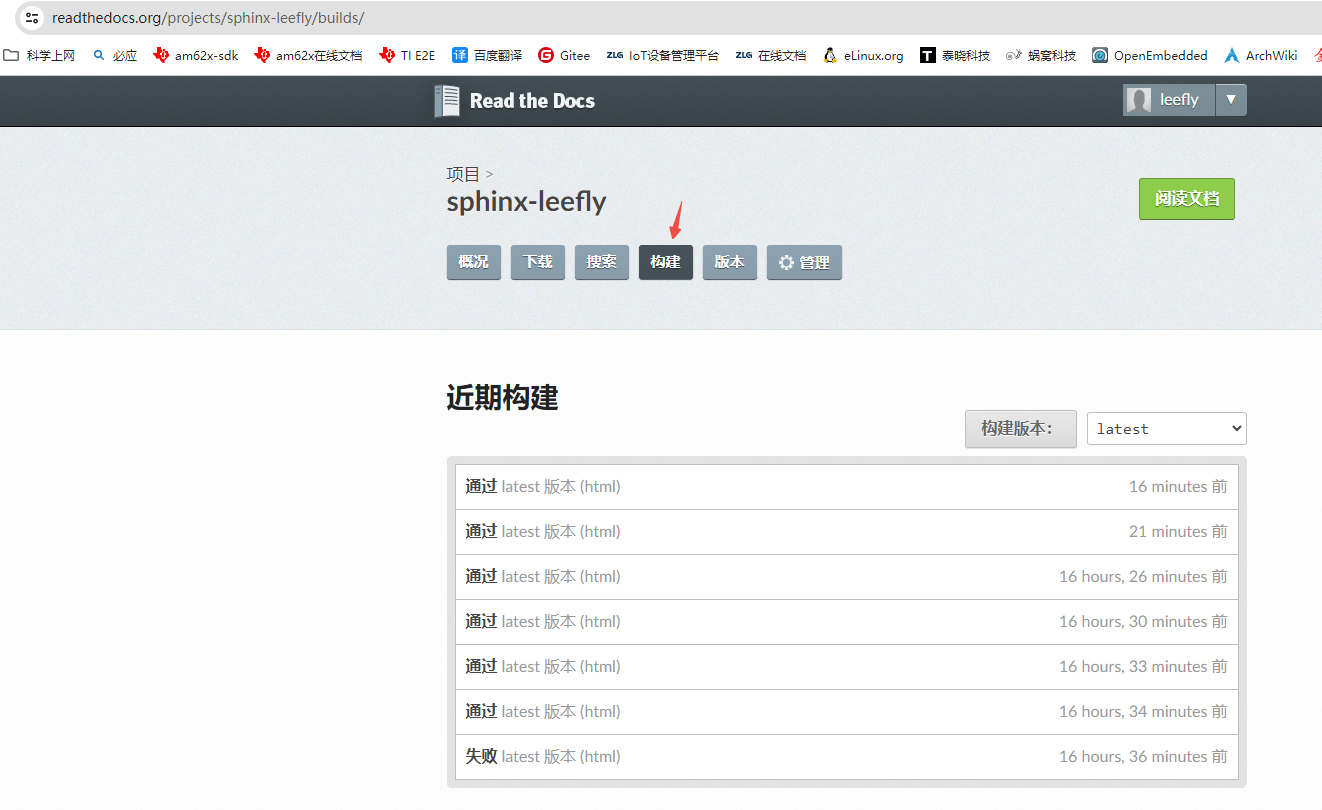 readthedocs.org/projects/sphinx-leefly/builds/
科学上网 必应 am62x-sdk am62x在线文档 TI E2E 译 百度翻译 G Gitee ZLG IoT设备管理平台 ZLG 在线文档 eLinux.org T 泰晓科技 蜗窝科技 OpenEmbedded ArchWiki
Read the Docs leefly
项目 >
sphinx-leefly
阅读文档
概况 下载 搜索 构建 版本 管理
近期构建
构建版本: latest
通过 latest 版本 (html) 16 minutes 前
通过 latest 版本 (html) 21 minutes 前
通过 latest 版本 (html) 16 hours, 26 minutes 前
通过 latest 版本 (html) 16 hours, 30 minutes 前
通过 latest 版本 (html) 16 hours, 33 minutes 前
通过 latest 版本 (html) 16 hours, 34 minutes 前
失败 latest 版本 (html) 16 hours, 36 minutes 前